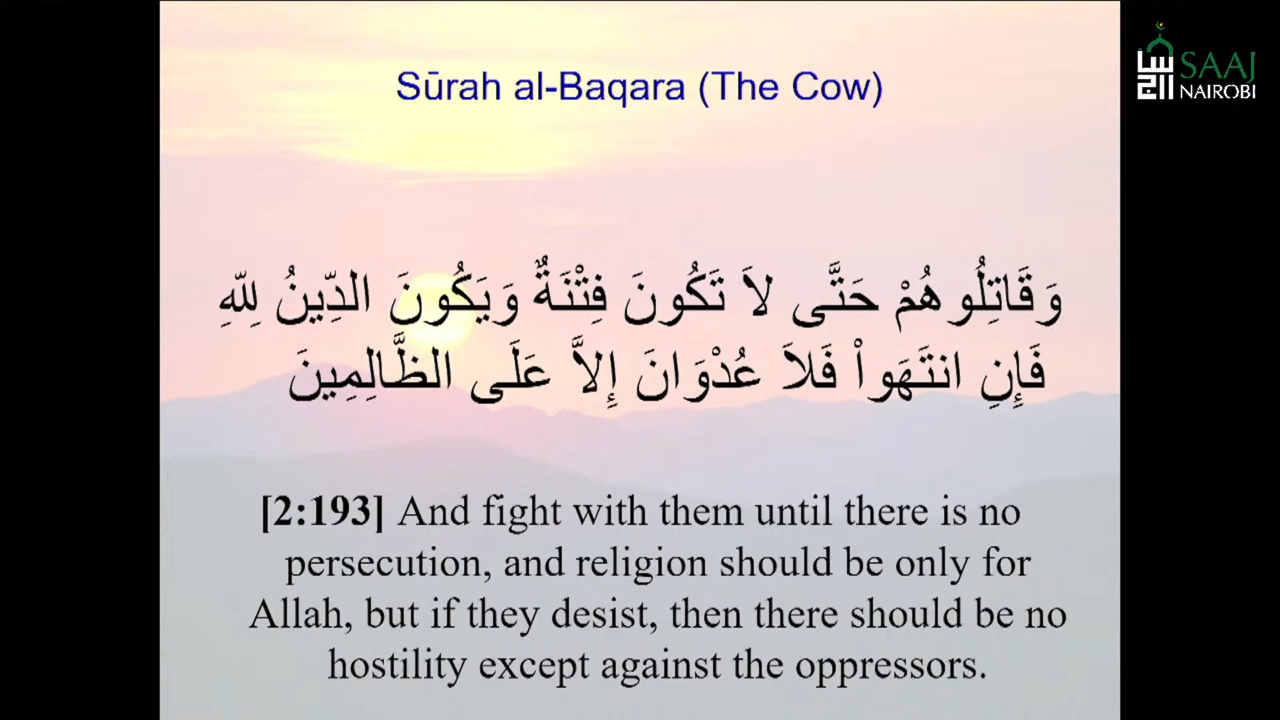 Sūrah al-Baqara (The Cow)
ساج
SAAJ
NAIROBI
وَقَاتِلُوهُمْ حَتَّى لاَ تَكُونَ فِتْنَةٌ وَيَكُونَ الدِّينُ لِلّهِ
فَإِنِ انتَهَواْ فَلاَ عُدْوَانَ إِلاَّ عَلَى الظَّالِمِينَ
[2:193] And fight with them until there is no
persecution, and religion should be only for
Allah, but if they desist, then there should be no
hostility except against the oppressors.